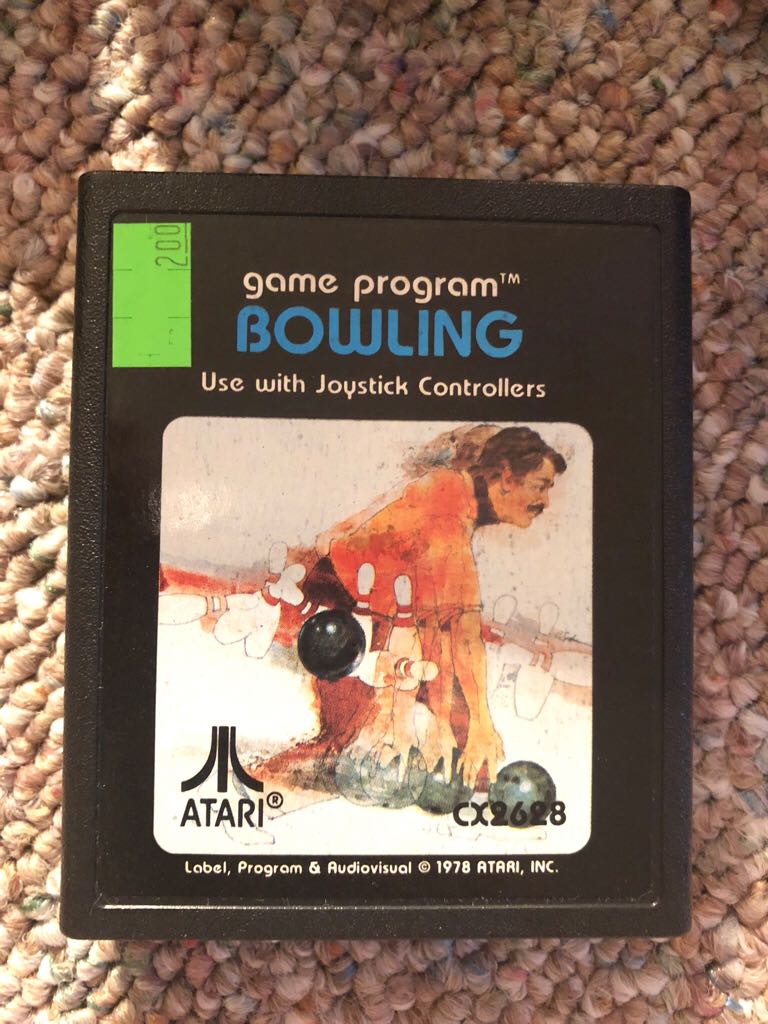 200
game program™
BOWLING
Use with Joystick Controllers
ATARI®
CX2628
Label, Program & Audiovisual © 1978 ATARI, INC.